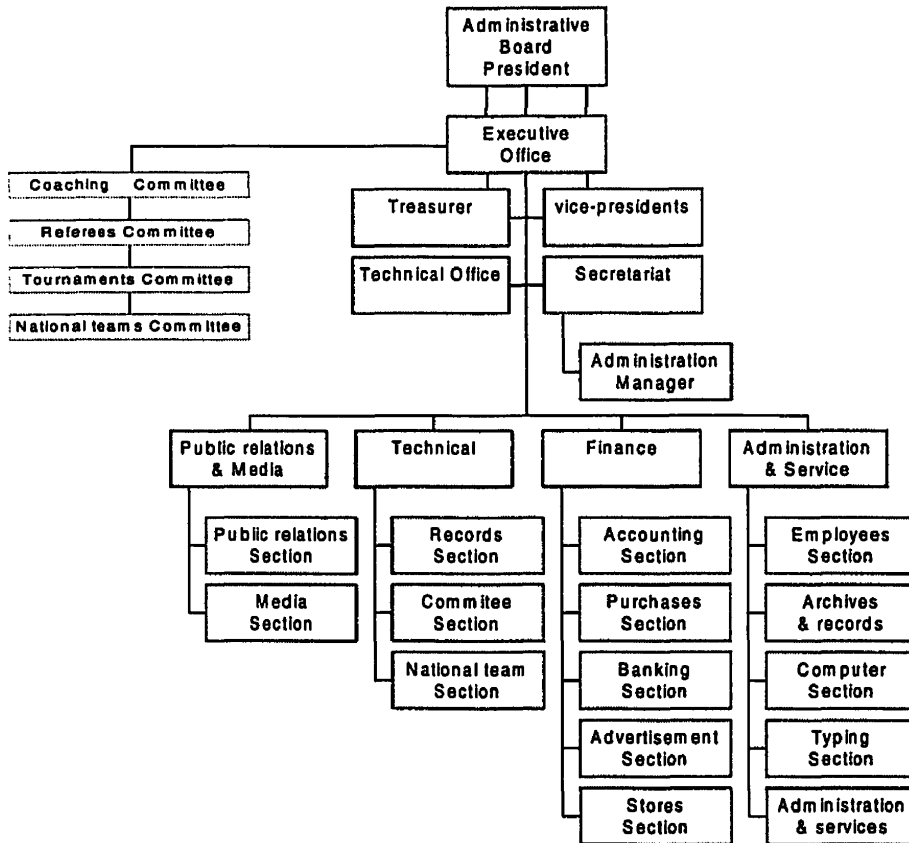 Administrative
Board
President
Executive
Office
Coaching Committee
Referees Committee
Tournaments Committee
National teams Committee
Treasurer
vice-presidents
Technical Office
Secretariat
Administration
Manager
Public relations
& Media
Technical
Finance
Administration
& Service
Public relations
Section
Media
Section
Records
Section
Commitee
Section
National team
Section
Accounting
Section
Purchases
Section
Banking
Section
Advertisement
Section
Stores
Section
Employees
Section
Archives
& records
Computer
Section
Typing
Section
Administration
& services